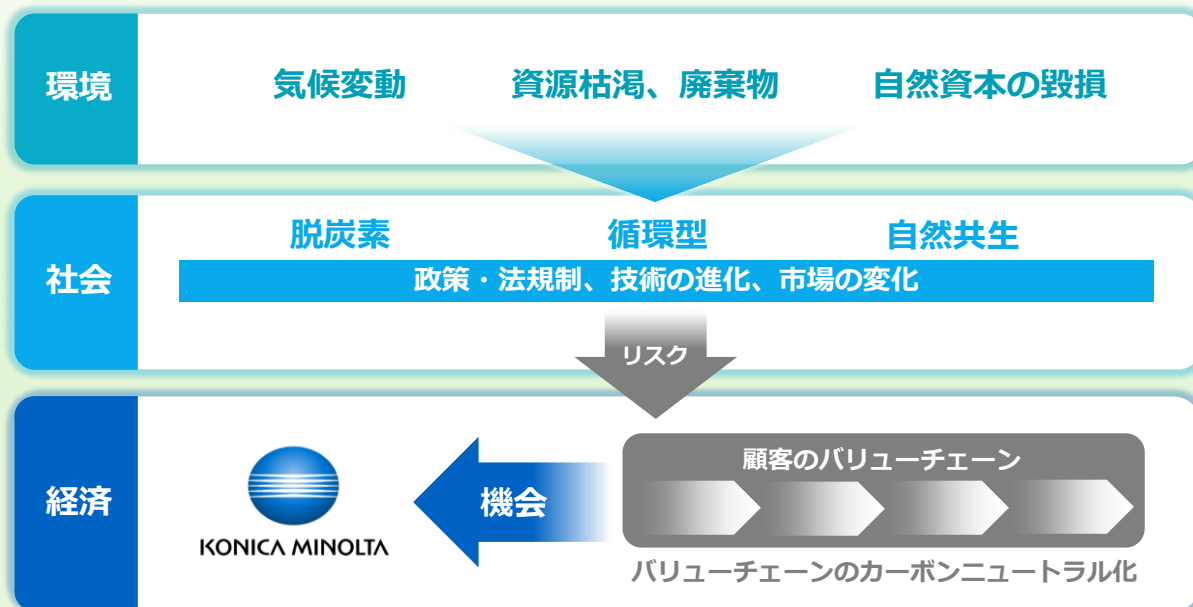 環境
気候変動
資源枯渇、廃棄物
自然資本の毀損
社会
脱炭素
循環型
自然共生
政策・法規制、技術の進化、市場の変化
リスク
経済
KONICA MINOLTA
機会
顧客のバリューチェーン
バリューチェーンのカーボンニュートラル化